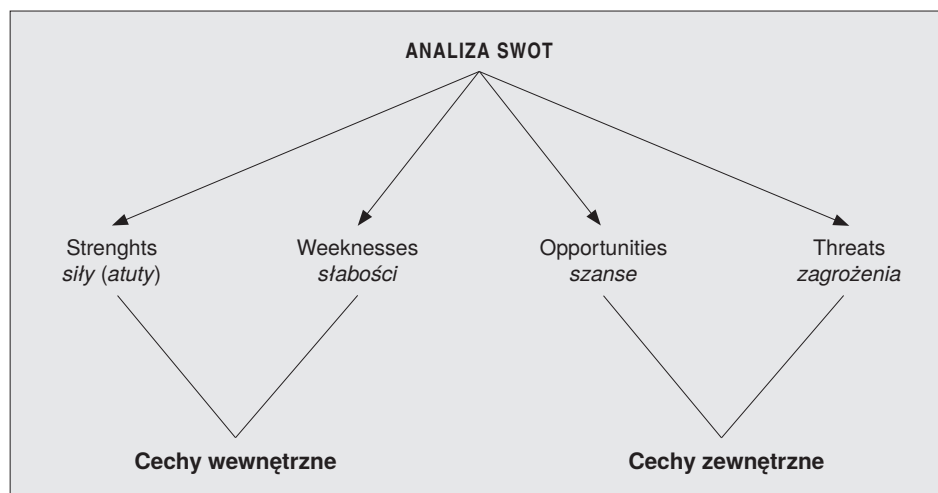 ANALIZA SWOT
Strenghts
siły (atuty)
Weeknesses
słabości
Opportunities
szanse
Threats
zagrożenia
Cechy wewnętrzne
Cechy zewnętrzne